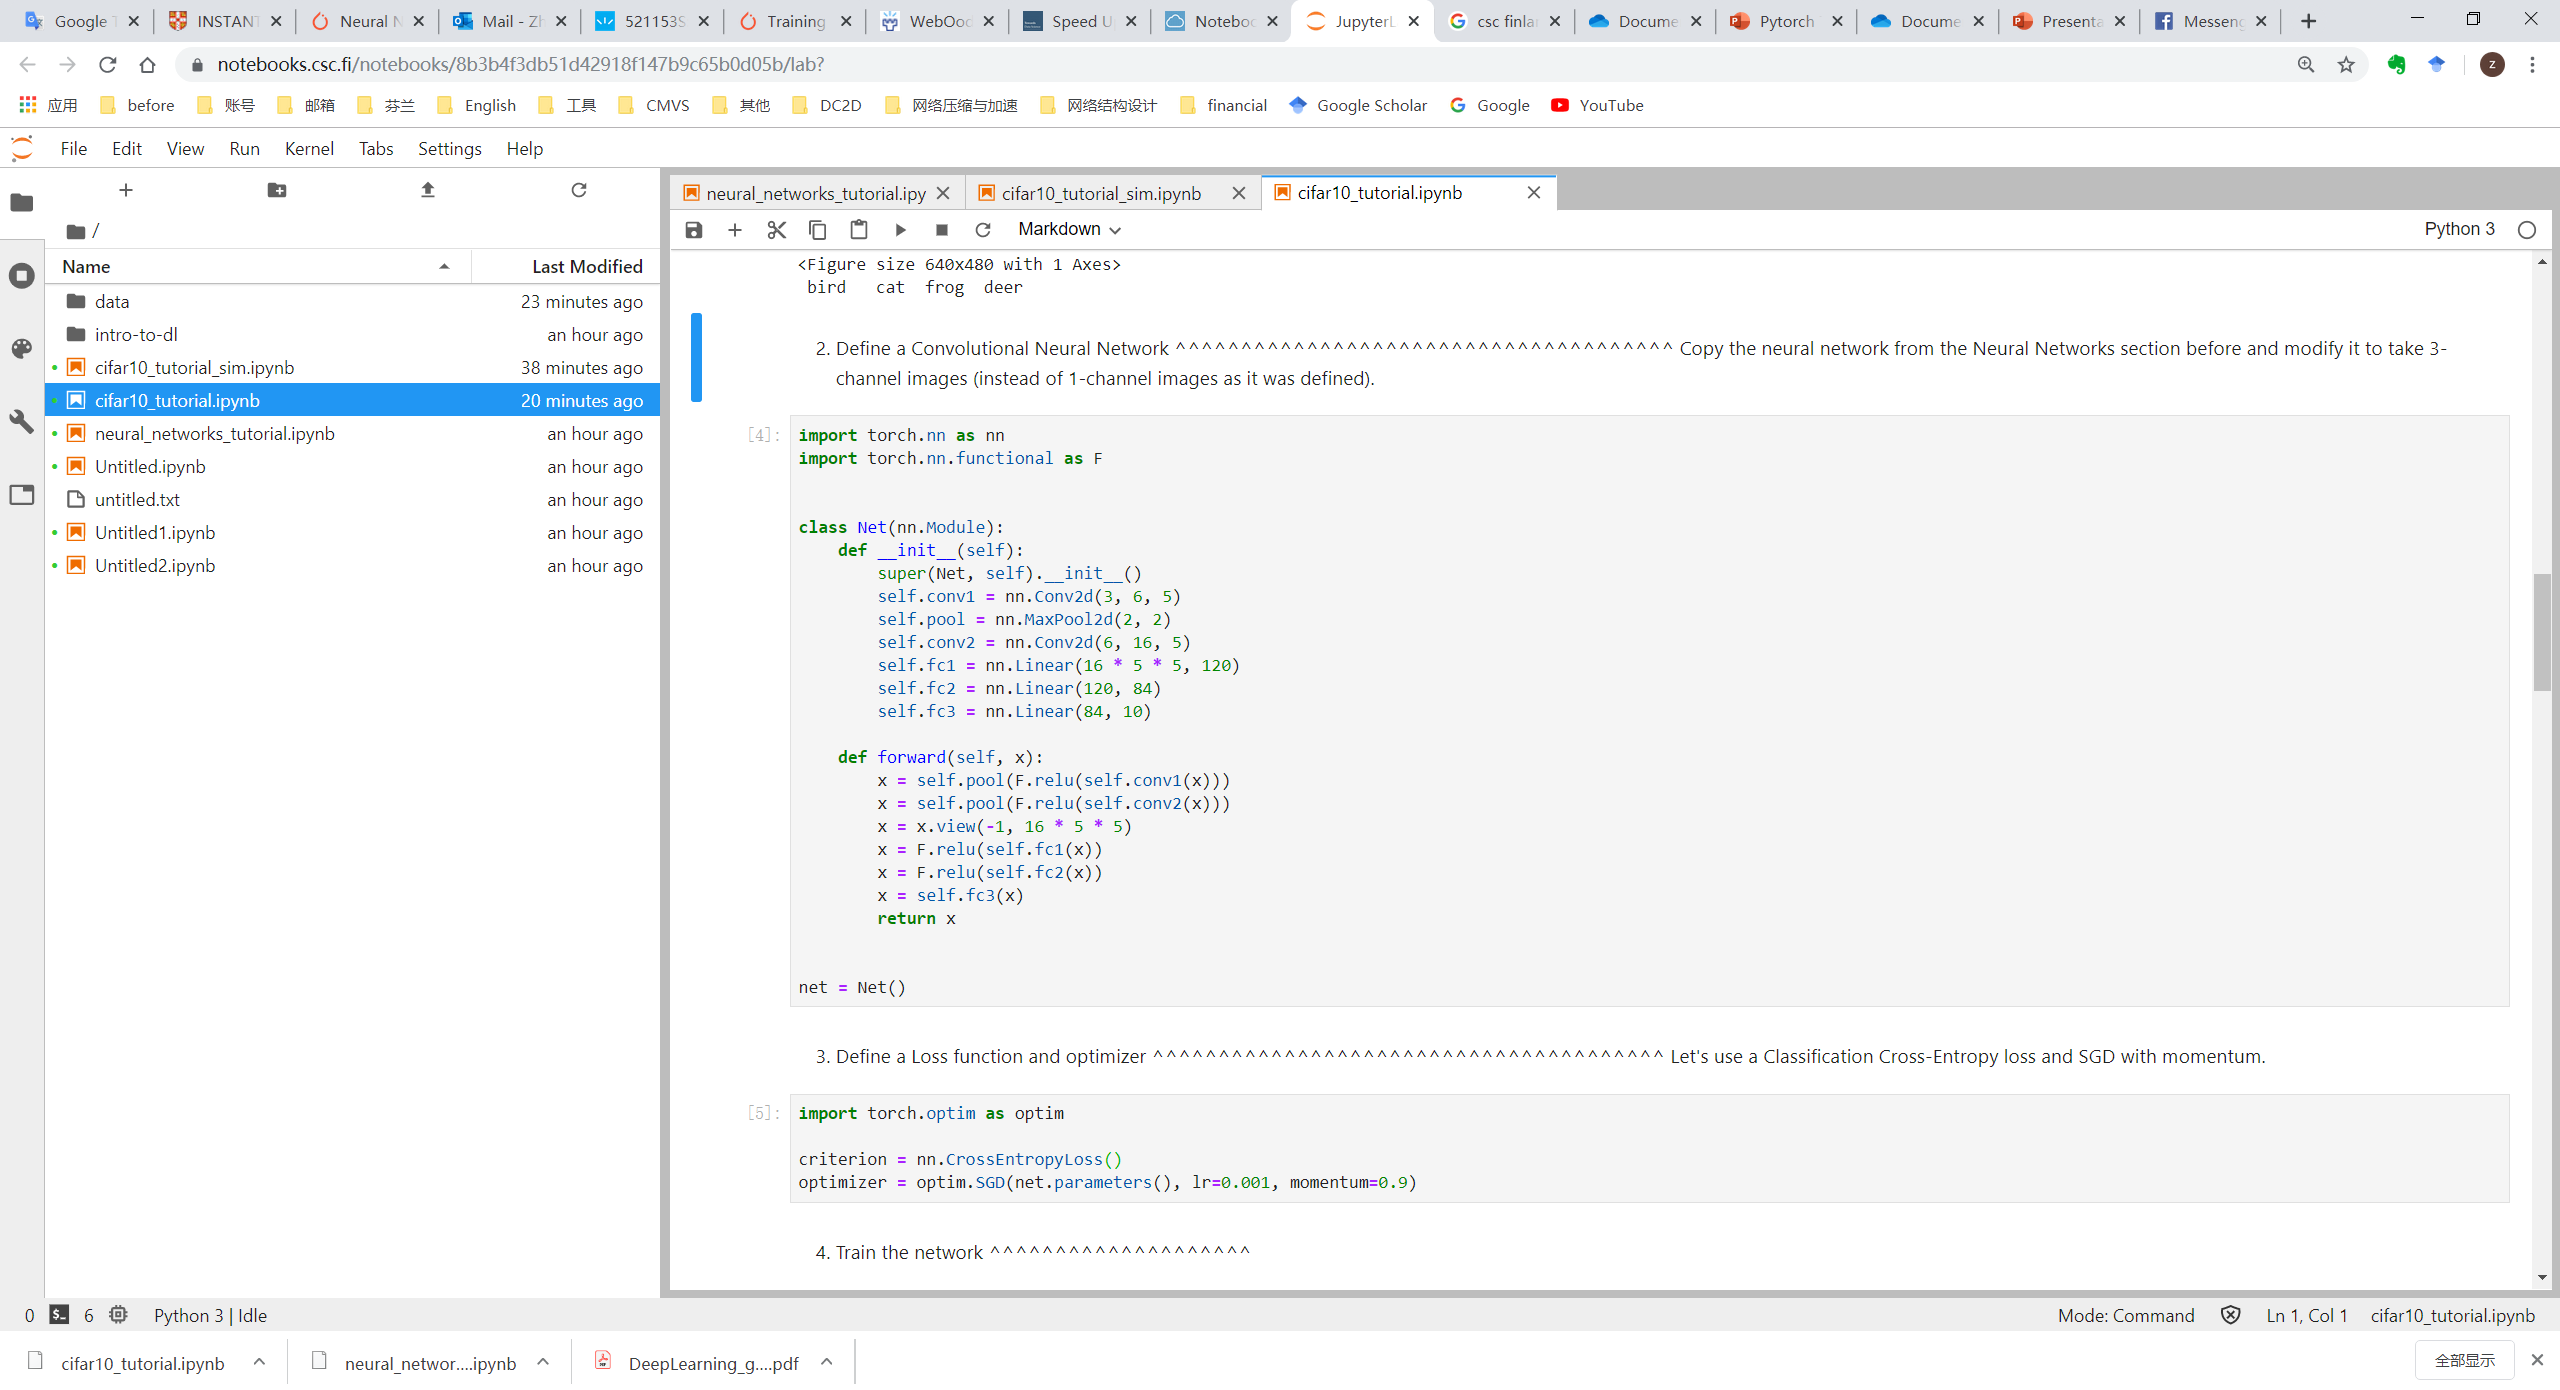 Google T
INSTANT
Neural N
Mail - Zh
521153S
Training
WebOod
Speed U
Noteboo
JupyterL
csc finlan
Docume
Pytorch
Docume
Presenta
Messeng
notebooks.csc.fi/notebooks/8b3b4f3db51d42918f147b9c65b0d05b/lab?
z
应用 before 账号 邮箱 芬兰 English 工具 CMVS 其他 DC2D 网络压缩与加速 网络结构设计 financial Google Scholar Google YouTube
File Edit View Run Kernel Tabs Settings Help
/
Name Last Modified
data 23 minutes ago
intro-to-dl an hour ago
cifar10_tutorial_sim.ipynb 38 minutes ago
cifar10_tutorial.ipynb 20 minutes ago
neural_networks_tutorial.ipynb an hour ago
Untitled.ipynb an hour ago
untitled.txt an hour ago
Untitled1.ipynb an hour ago
Untitled2.ipynb an hour ago
neural_networks_tutorial.ipy
cifar10_tutorial_sim.ipynb
cifar10_tutorial.ipynb
Markdown
Python 3
<Figure size 640x480 with 1 Axes>
bird cat frog deer
2. Define a Convolutional Neural Network ^^^^^^^^^^^^^^^^^^^^^^^^^^^^^^^^^^^^^^ Copy the neural network from the Neural Networks section before and modify it to take 3-
channel images (instead of 1-channel images as it was defined).
[4]:
import torch.nn as nn
import torch.nn.functional as F
class Net(nn.Module):
    def __init__(self):
        super(Net, self).__init__()
        self.conv1 = nn.Conv2d(3, 6, 5)
        self.pool = nn.MaxPool2d(2, 2)
        self.conv2 = nn.Conv2d(6, 16, 5)
        self.fc1 = nn.Linear(16 * 5 * 5, 120)
        self.fc2 = nn.Linear(120, 84)
        self.fc3 = nn.Linear(84, 10)
    def forward(self, x):
        x = self.pool(F.relu(self.conv1(x)))
        x = self.pool(F.relu(self.conv2(x)))
        x = x.view(-1, 16 * 5 * 5)
        x = F.relu(self.fc1(x))
        x = F.relu(self.fc2(x))
        x = self.fc3(x)
        return x
net = Net()
3. Define a Loss function and optimizer ^^^^^^^^^^^^^^^^^^^^^^^^^^^^^^^^^^^^^^^ Let's use a Classification Cross-Entropy loss and SGD with momentum.
[5]:
import torch.optim as optim
criterion = nn.CrossEntropyLoss()
optimizer = optim.SGD(net.parameters(), lr=0.001, momentum=0.9)
4. Train the network ^^^^^^^^^^^^^^^^^^^^
0 6 Python 3 | Idle
Mode: Command Ln 1, Col 1 cifar10_tutorial.ipynb
cifar10_tutorial.ipynb neural_networ....ipynb DeepLearning_g....pdf 全部显示